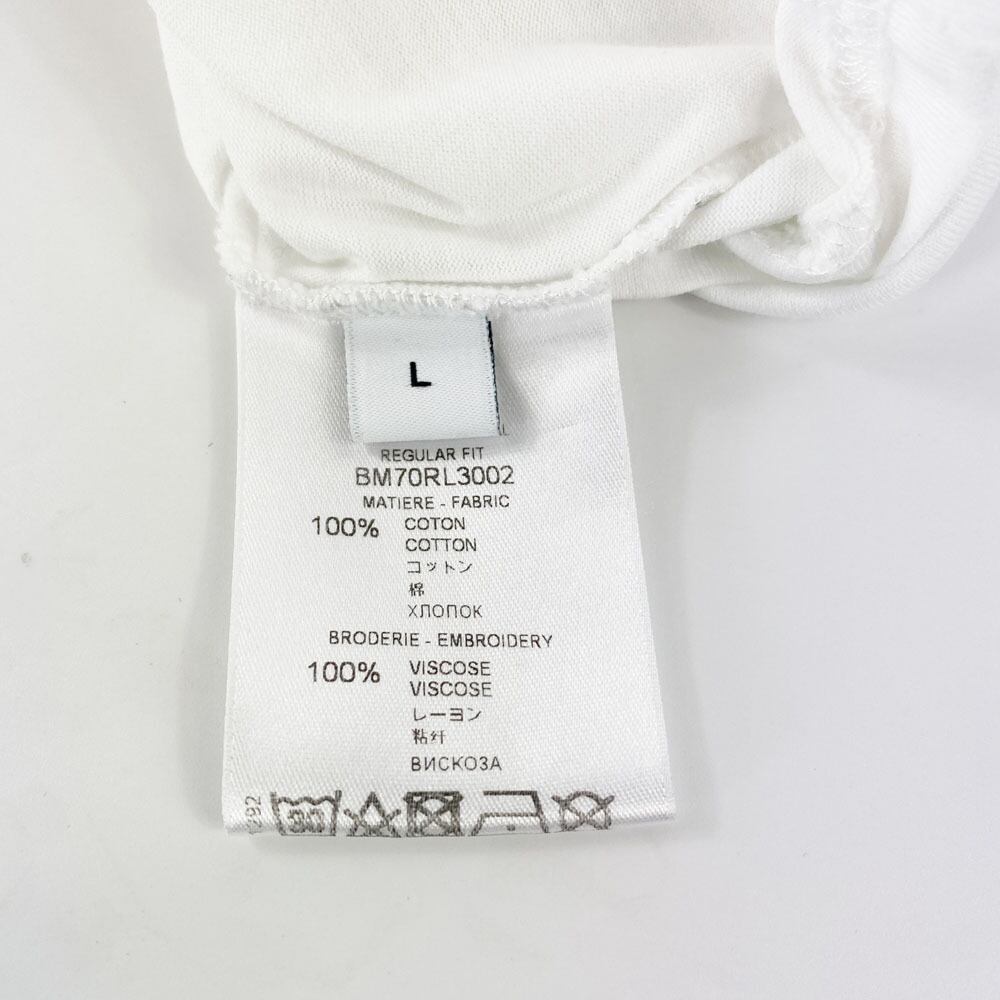 L
REGULAR FIT
BM70RL3002
MATIERE - FABRIC
100% COTON
COTTON
コットン
棉
ХЛОПОК
BRODERIE - EMBROIDERY
100% VISCOSE
VISCOSE
レーヨン
粘纤
ВИСКОЗА
30